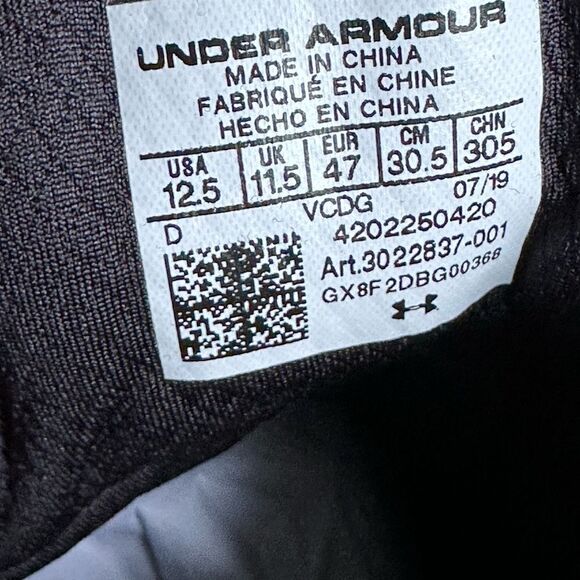 UNDER ARMOUR
MADE IN CHINA
FABRIQUÉ EN CHINE
HECHO EN CHINA
USA UK EUR CM CHN
12.5 11.5 47 30.5 305
D VCDG 07/19
4202250420
Art.3022837-001
GX8F2DBG00368